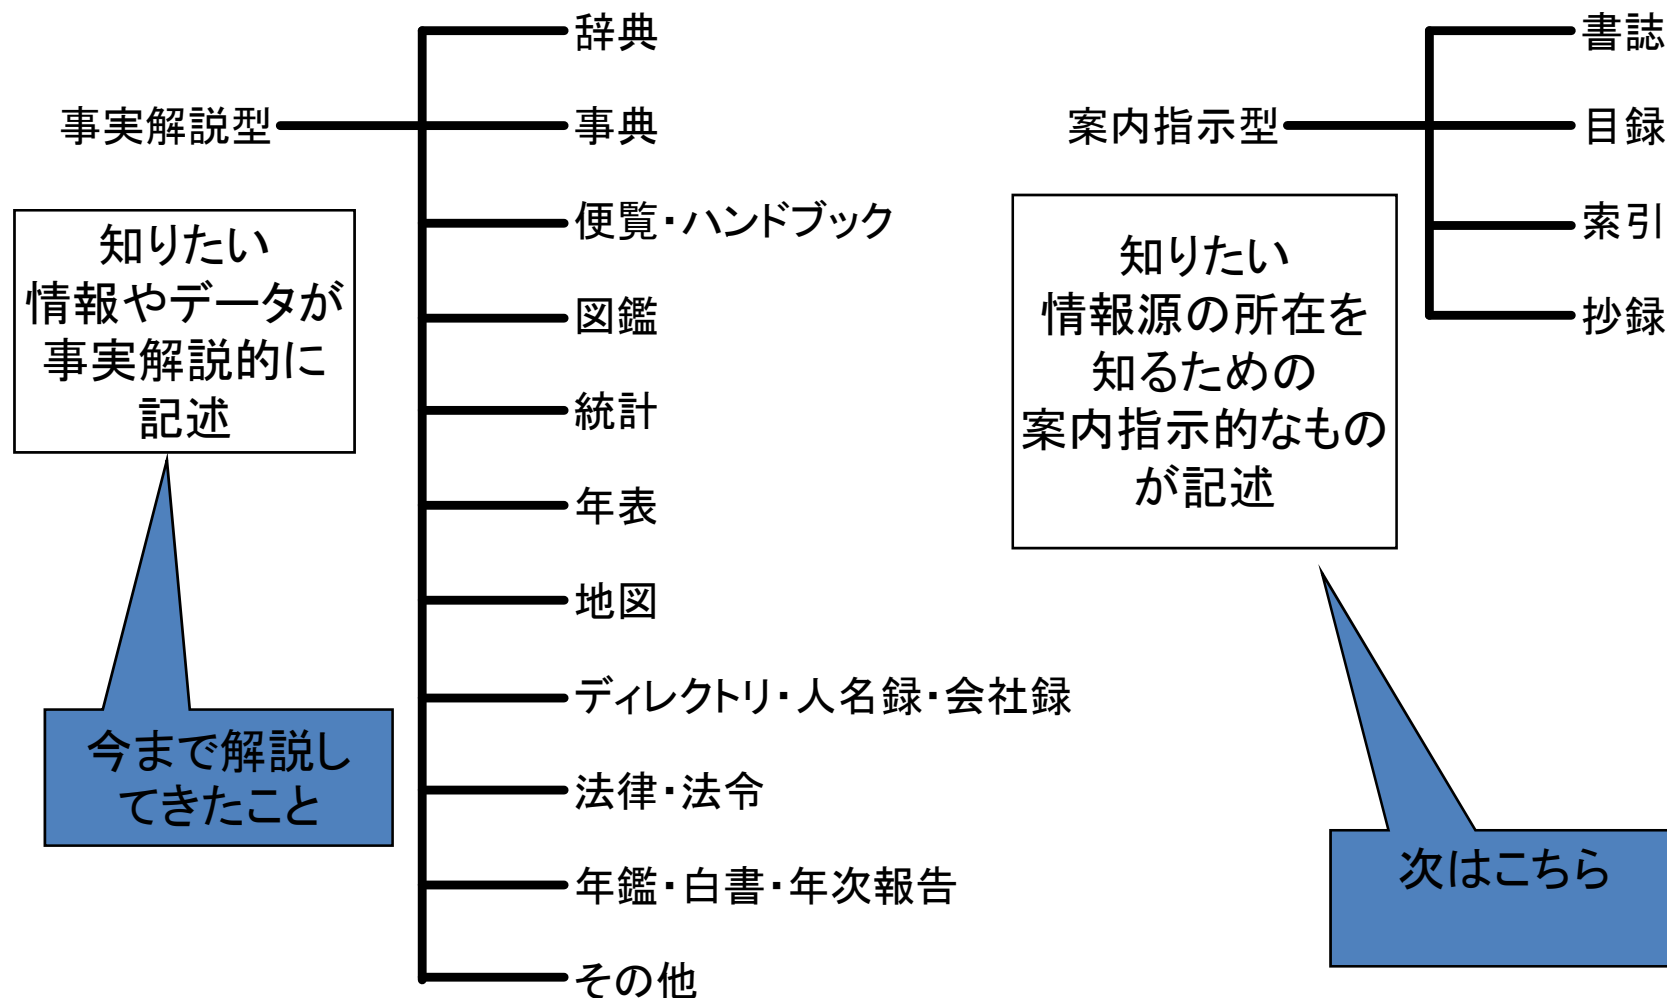 事実解説型
辞典
事典
便覧・ハンドブック
図鑑
統計
年表
地図
ディレクトリ・人名録・会社録
法律・法令
年鑑・白書・年次報告
その他
知りたい
情報やデータが
事実解説的に
記述
今まで解説し
てきたこと
案内指示型
書誌
目録
索引
抄録
知りたい
情報源の所在を
知るための
案内指示的なもの
が記述
次はこちら